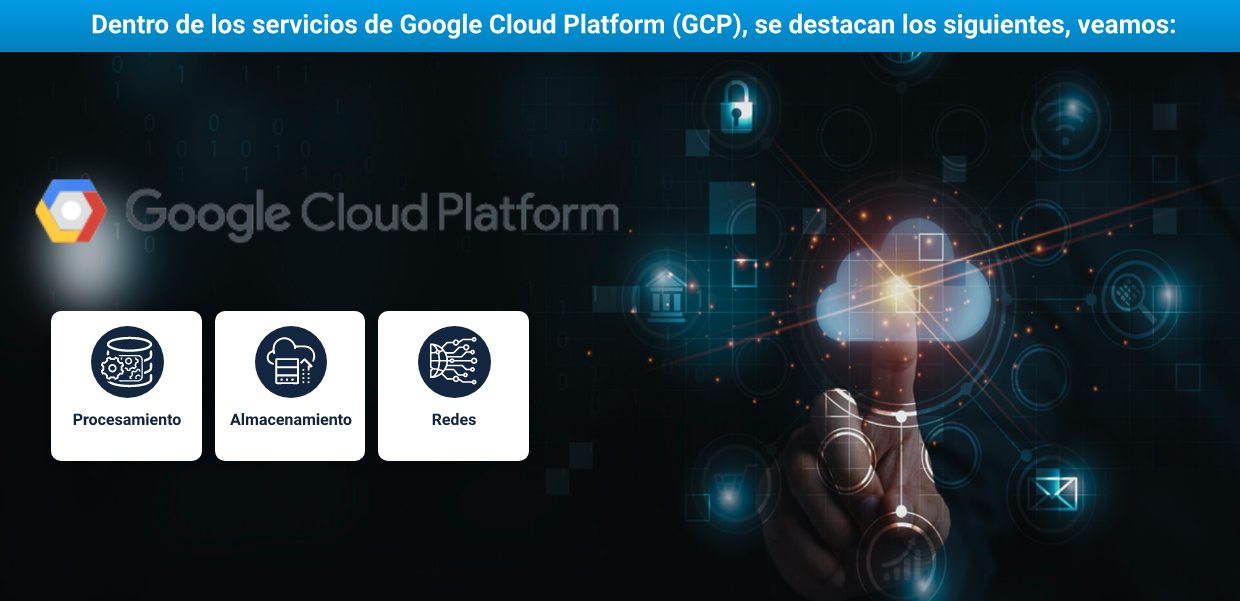 Dentro de los servicios de Google Cloud Platform (GCP), se destacan los siguientes, veamos:
Google Cloud Platform
Procesamiento
Almacenamiento
Redes